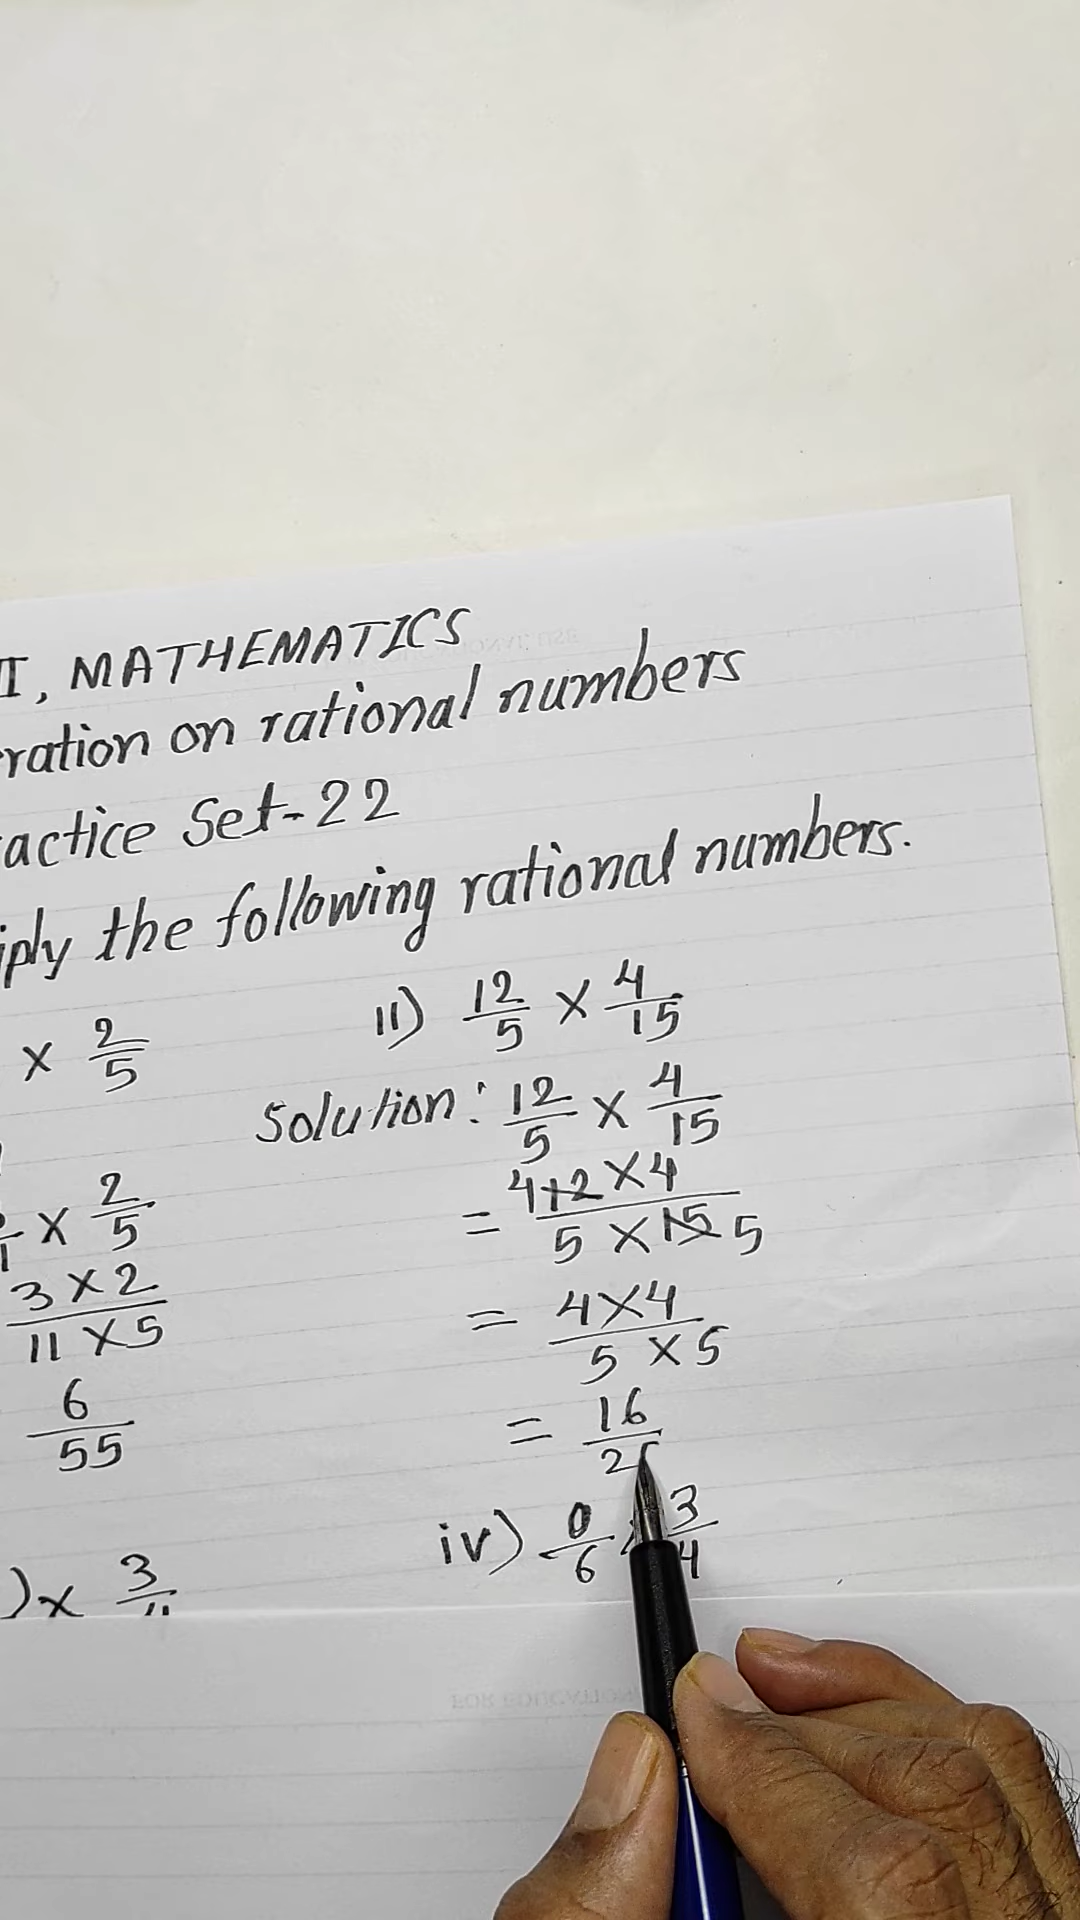 I, MATHEMATICS
ration on rational numbers
actice Set-22
iply the following rational numbers.
× 2/5
11) 12/5 × 4/15
Solution: 12/5 × 4/15
× 2/5
= 4 12 × 4 / 5 × 15 5
3 × 2 / 11 × 5
= 4 × 4 / 5 × 5
6/55
= 16/25
iv) 0/6 × 3/4
) × 3/11